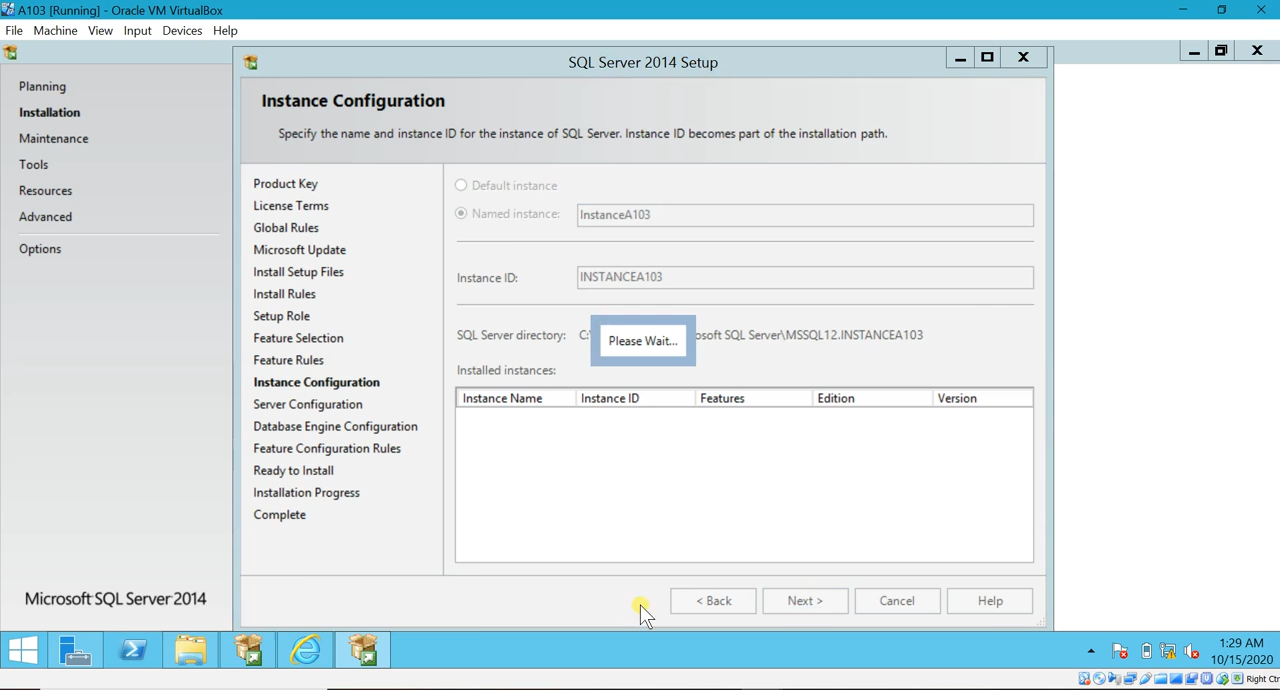 A103 [Running] - Oracle VM VirtualBox
File Machine View Input Devices Help
SQL Server 2014 Setup
Planning
Installation
Maintenance
Tools
Resources
Advanced
Options
Microsoft SQL Server 2014
Instance Configuration
Specify the name and instance ID for the instance of SQL Server. Instance ID becomes part of the installation path.
Product Key
License Terms
Global Rules
Microsoft Update
Install Setup Files
Install Rules
Setup Role
Feature Selection
Feature Rules
Instance Configuration
Server Configuration
Database Engine Configuration
Feature Configuration Rules
Ready to Install
Installation Progress
Complete
Default instance
Named instance: InstanceA103
Instance ID: INSTANCEA103
SQL Server directory: C:\ osoft SQL Server\MSSQL12.INSTANCEA103
Please Wait...
Installed instances:
Instance Name Instance ID Features Edition Version
< Back Next > Cancel Help
1:29 AM
10/15/2020
Right Ctr